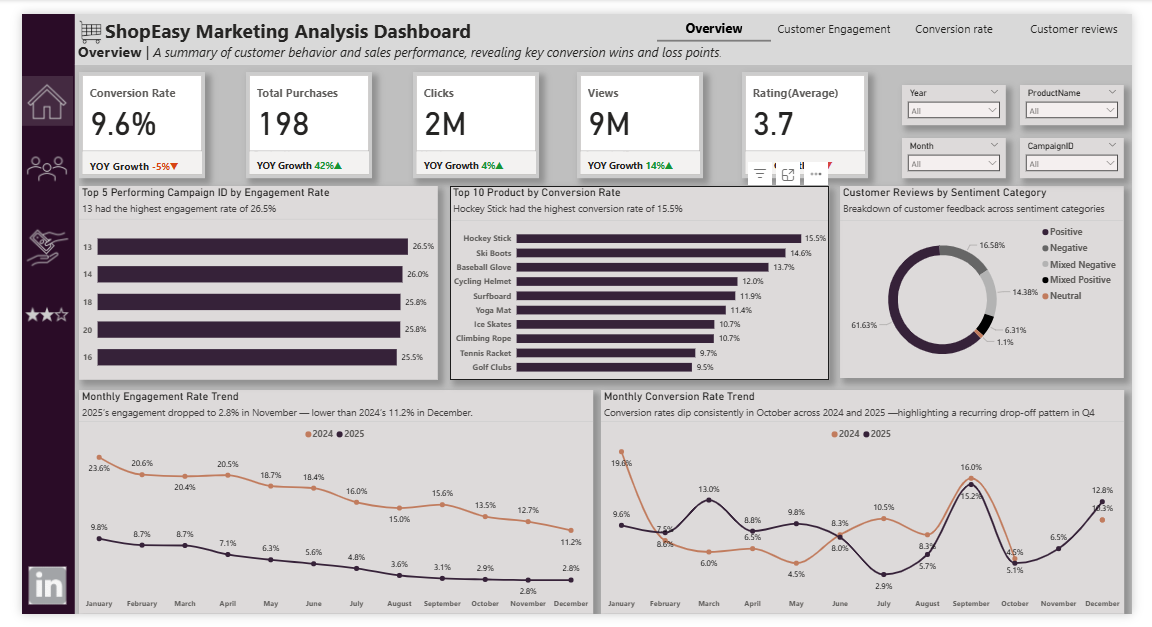 ShopEasy Marketing Analysis Dashboard
Overview
Customer Engagement
Conversion rate
Customer reviews
Overview | A summary of customer behavior and sales performance, revealing key conversion wins and loss points.
Conversion Rate
9.6%
YOY Growth -5%▼
Total Purchases
198
YOY Growth 42%▲
Clicks
2M
YOY Growth 4%▲
Views
9M
YOY Growth 14%▲
Rating(Average)
3.7
Year
All
ProductName
All
Month
All
CampaignID
All
Top 5 Performing Campaign ID by Engagement Rate
13 had the highest engagement rate of 26.5%
13 26.5%
14 26.0%
18 25.8%
20 25.8%
16 25.5%
Top 10 Product by Conversion Rate
Hockey Stick had the highest conversion rate of 15.5%
Hockey Stick 15.5%
Ski Boots 14.6%
Baseball Glove 13.7%
Cycling Helmet 12.0%
Surfboard 11.9%
Yoga Mat 11.4%
Ice Skates 10.7%
Climbing Rope 10.7%
Tennis Racket 9.7%
Golf Clubs 9.5%
Customer Reviews by Sentiment Category
Breakdown of customer feedback across sentiment categories
16.58%
14.38%
6.31%
1.1%
61.63%
Positive
Negative
Mixed Negative
Mixed Positive
Neutral
Monthly Engagement Rate Trend
2025's engagement dropped to 2.8% in November — lower than 2024's 11.2% in December.
2024 2025
23.6% 20.6% 20.4% 20.5% 18.7% 18.4% 16.0% 15.0% 15.6% 13.5% 12.7% 11.2%
9.8% 8.7% 8.7% 7.1% 6.3% 5.6% 4.8% 3.6% 3.1% 2.9% 2.8% 2.8%
January February March April May June July August September October November December
Monthly Conversion Rate Trend
Conversion rates dip consistently in October across 2024 and 2025 —highlighting a recurring drop-off pattern in Q4
2024 2025
19.6% 8.6% 6.0% 6.5% 4.5% 8.3% 10.5% 8.3% 16.0% 4.5% 10.3%
9.6% 7.5% 13.0% 8.8% 9.8% 8.0% 2.9% 5.7% 15.2% 5.1% 6.5% 12.8%
January February March April May June July August September October November December
in